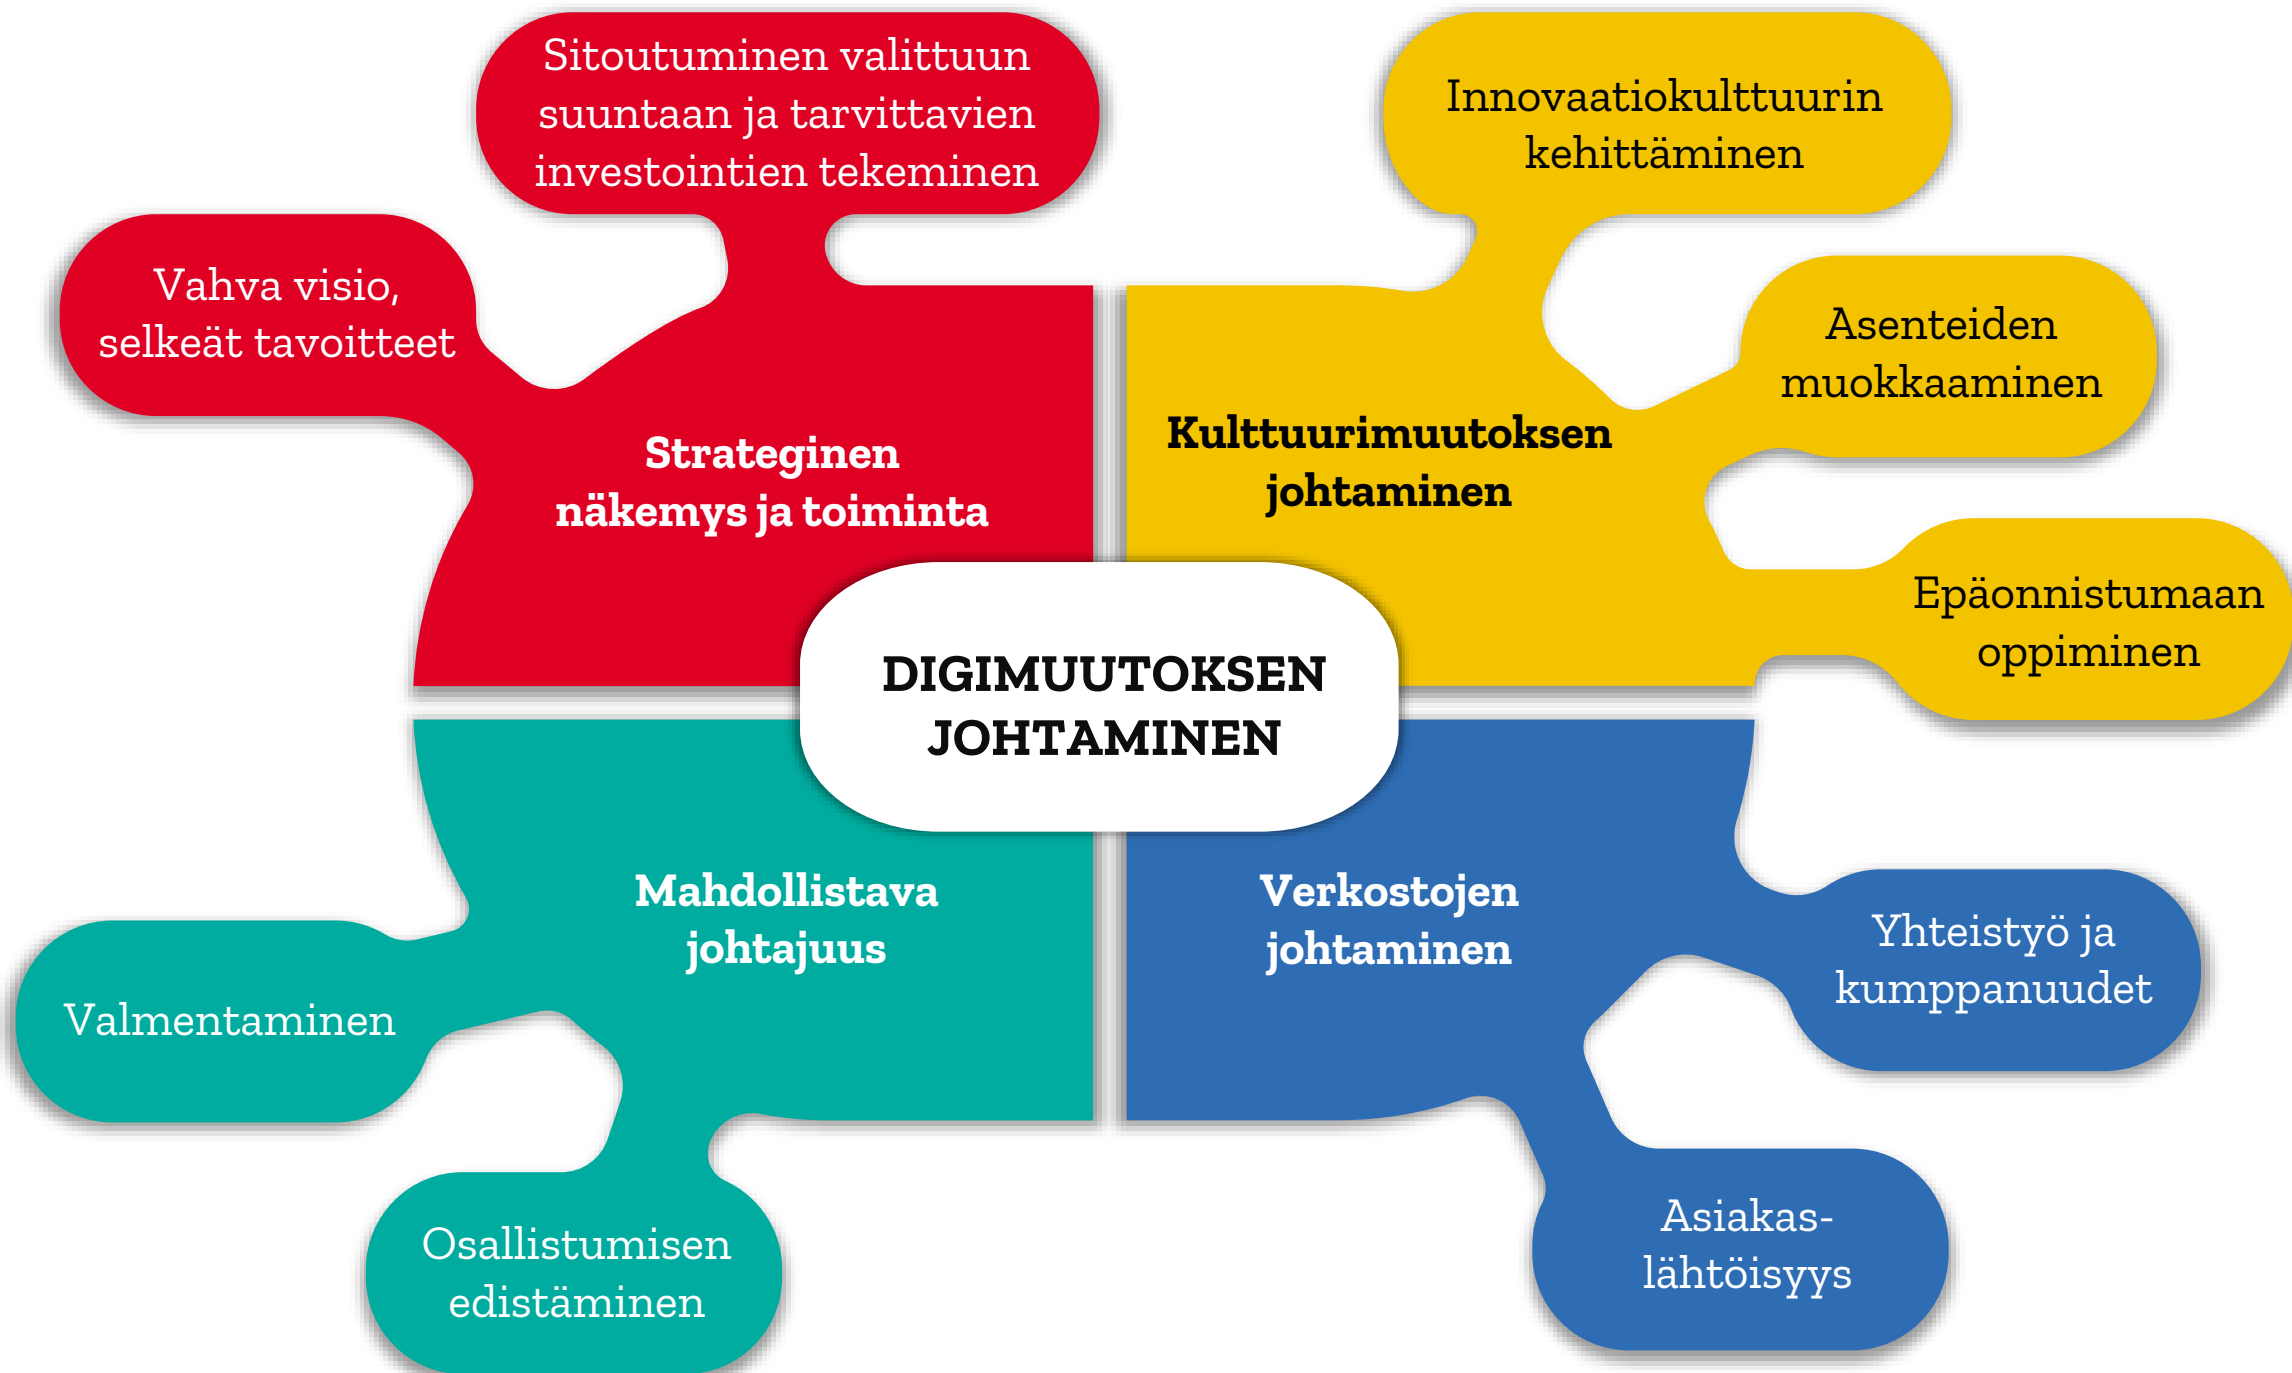 DIGIMUUTOKSEN
JOHTAMINEN
Strateginen
näkemys ja toiminta
Vahva visio,
selkeät tavoitteet
Sitoutuminen valittuun
suuntaan ja tarvittavien
investointien tekeminen
Kulttuurimuutoksen
johtaminen
Innovaatiokulttuurin
kehittäminen
Asenteiden
muokkaaminen
Epäonnistumaan
oppiminen
Mahdollistava
johtajuus
Valmentaminen
Osallistumisen
edistäminen
Verkostojen
johtaminen
Yhteistyö ja
kumppanuudet
Asiakas-
lähtöisyys